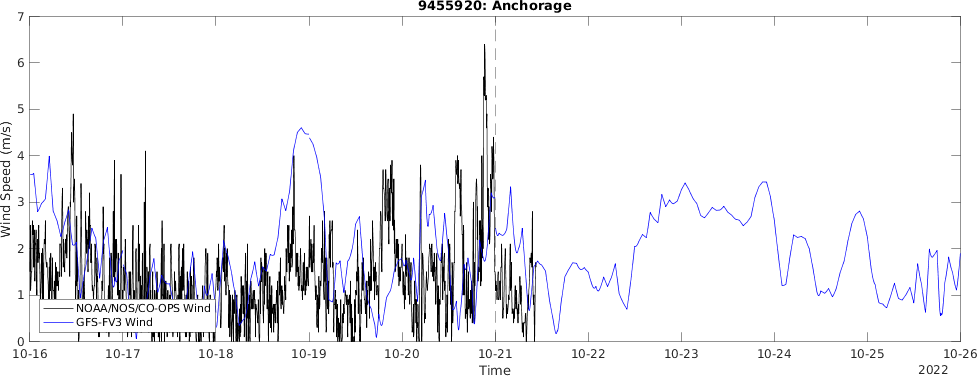 9455920: Anchorage
Wind Speed (m/s)
7
6
5
4
3
2
1
0
NOAA/NOS/CO-OPS Wind
GFS-FV3 Wind
10-16 10-17 10-18 10-19 10-20 10-21 10-22 10-23 10-24 10-25 10-26
Time
2022